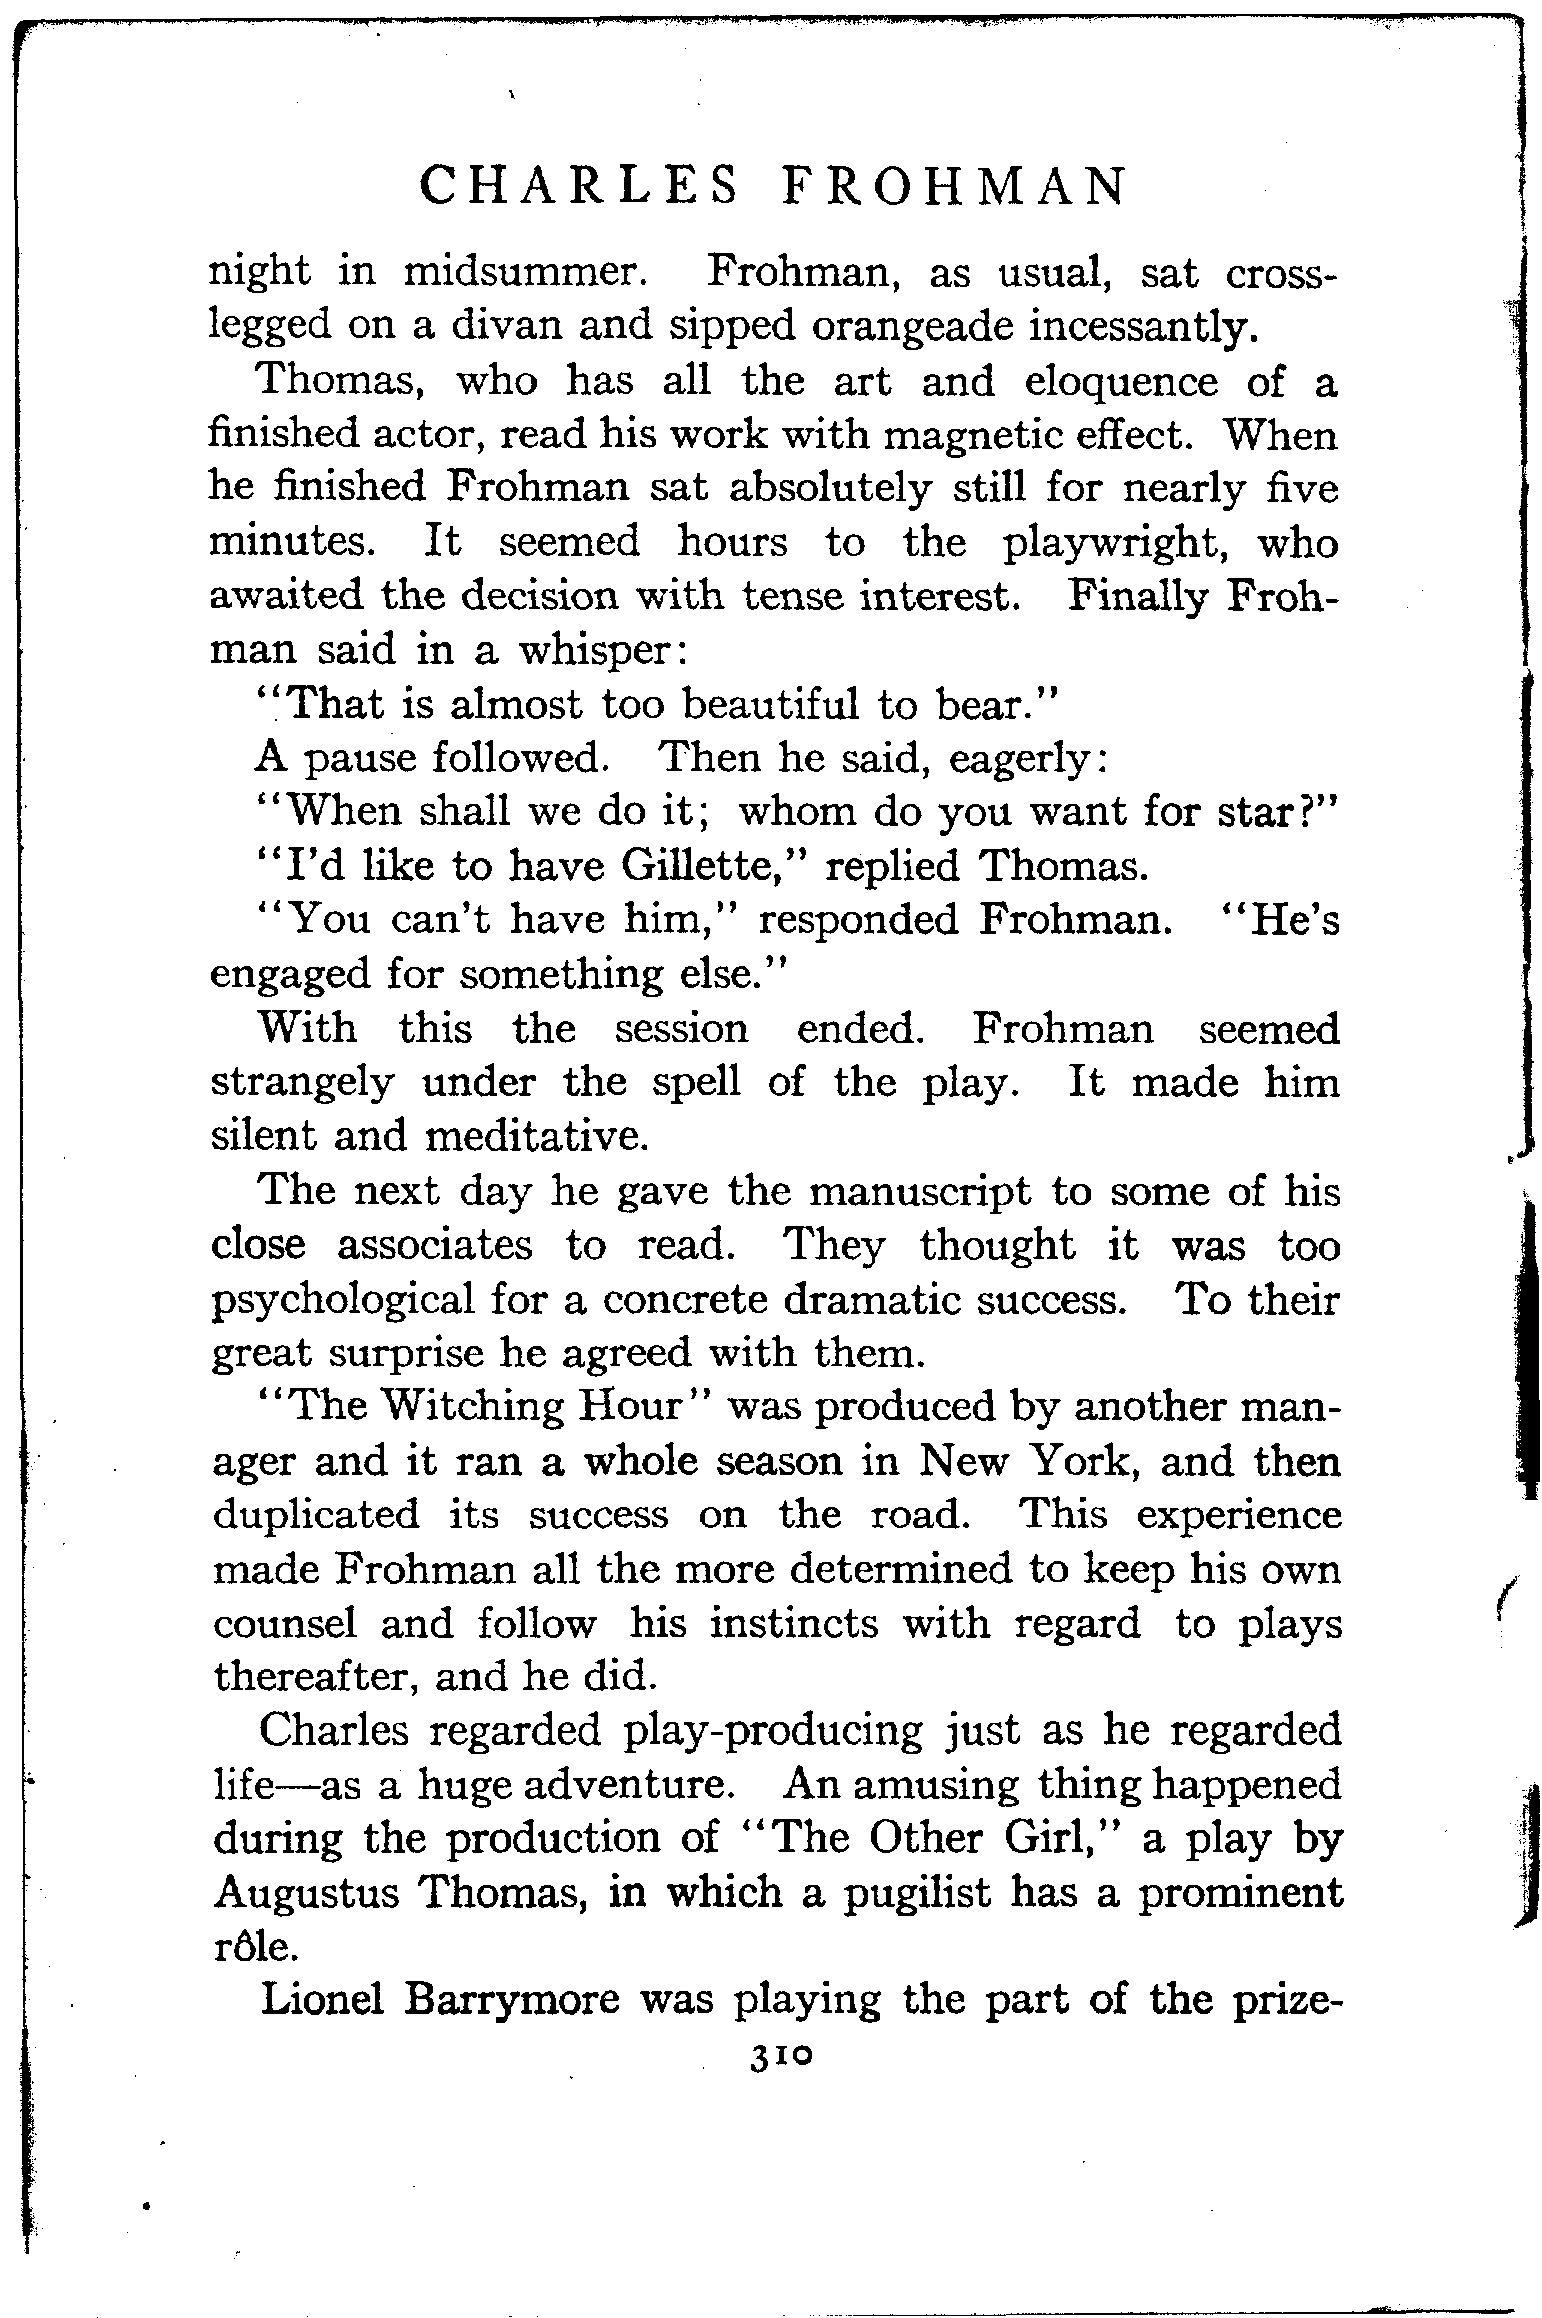 CHARLES FROHMAN
night in midsummer. Frohman, as usual, sat cross-
legged on a divan and sipped orangeade incessantly.
Thomas, who has all the art and eloquence of a
finished actor, read his work with magnetic effect. When
he finished Frohman sat absolutely still for nearly five
minutes. It seemed hours to the playwright, who
awaited the decision with tense interest. Finally Froh-
man said in a whisper:
"That is almost too beautiful to bear."
A pause followed. Then he said, eagerly:
"When shall we do it; whom do you want for star?"
"I'd like to have Gillette," replied Thomas.
"You can't have him," responded Frohman. "He's
engaged for something else."
With this the session ended. Frohman seemed
strangely under the spell of the play. It made him
silent and meditative.
The next day he gave the manuscript to some of his
close associates to read. They thought it was too
psychological for a concrete dramatic success. To their
great surprise he agreed with them.
"The Witching Hour" was produced by another man-
ager and it ran a whole season in New York, and then
duplicated its success on the road. This experience
made Frohman all the more determined to keep his own
counsel and follow his instincts with regard to plays
thereafter, and he did.
Charles regarded play-producing just as he regarded
life—as a huge adventure. An amusing thing happened
during the production of "The Other Girl," a play by
Augustus Thomas, in which a pugilist has a prominent
rôle.
Lionel Barrymore was playing the part of the prize-
310